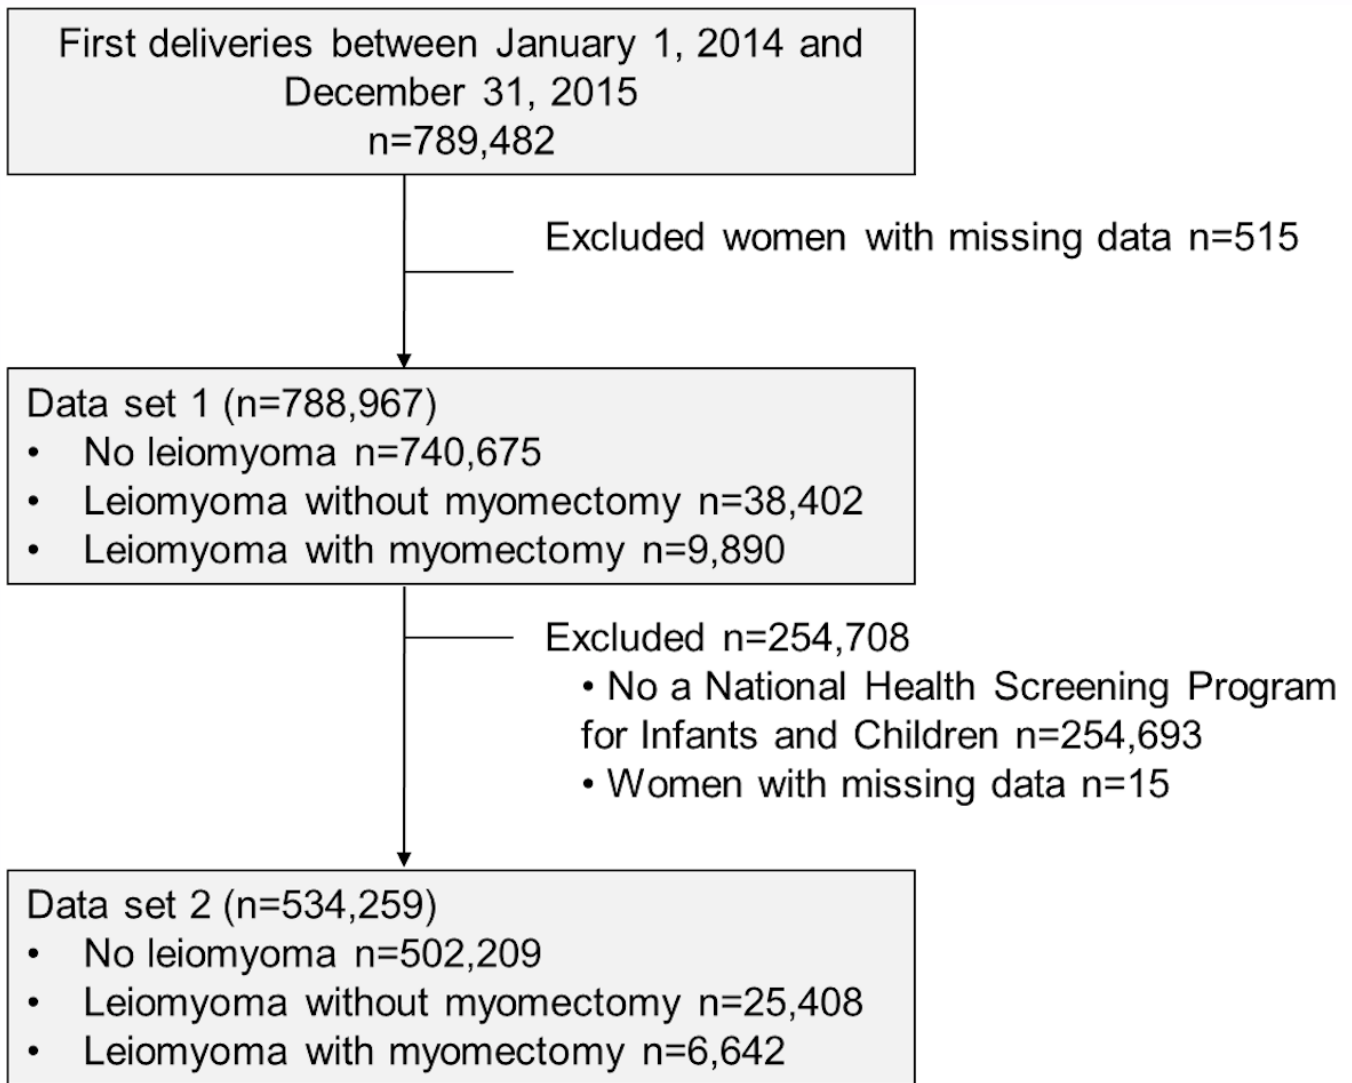 First deliveries between January 1, 2014 and
December 31, 2015
n=789,482
Excluded women with missing data n=515
Data set 1 (n=788,967)
• No leiomyoma n=740,675
• Leiomyoma without myomectomy n=38,402
• Leiomyoma with myomectomy n=9,890
Excluded n=254,708
• No a National Health Screening Program
for Infants and Children n=254,693
• Women with missing data n=15
Data set 2 (n=534,259)
• No leiomyoma n=502,209
• Leiomyoma without myomectomy n=25,408
• Leiomyoma with myomectomy n=6,642